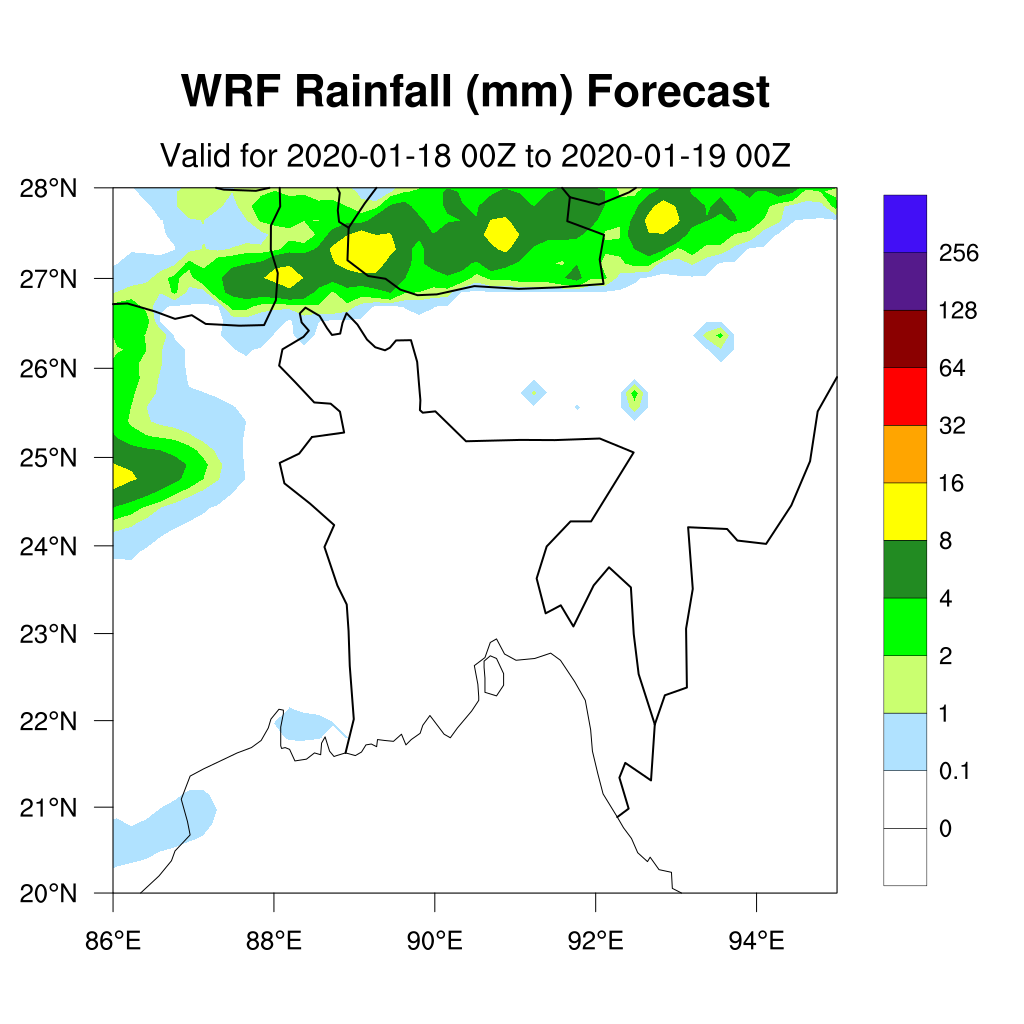 WRF Rainfall (mm) Forecast
Valid for 2020-01-18 00Z to 2020-01-19 00Z
28°N
27°N
26°N
25°N
24°N
23°N
22°N
21°N
20°N
86°E 88°E 90°E 92°E 94°E
256
128
64
32
16
8
4
2
1
0.1
0